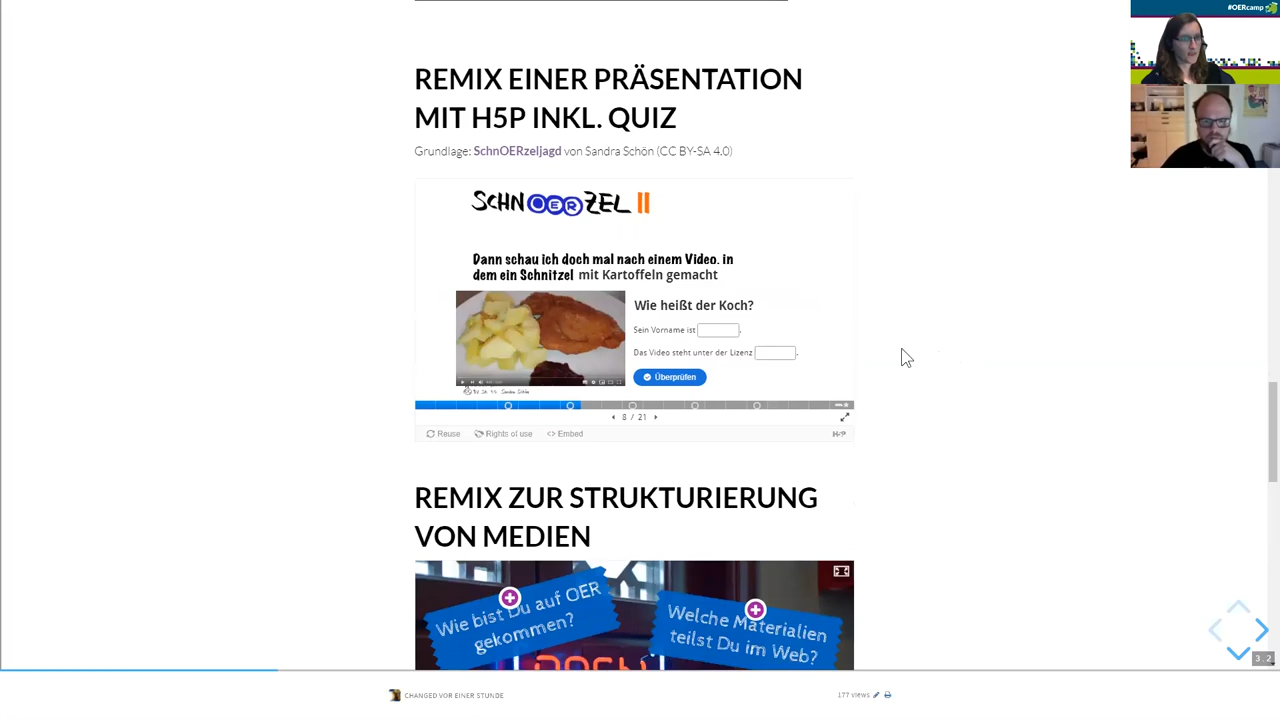 #OERcamp
REMIX EINER PRÄSENTATION
MIT H5P INKL. QUIZ
Grundlage: SchnOERzeljagd von Sandra Schön (CC BY-SA 4.0)
SCHNOERZEL II
Dann schau ich doch mal nach einem Video, in
dem ein Schnitzel mit Kartoffeln gemacht
Wie heißt der Koch?
Sein Vorname ist .
Das Video steht unter der Lizenz .
Überprüfen
8 / 21
Reuse Rights of use <> Embed H5P
REMIX ZUR STRUKTURIERUNG
VON MEDIEN
Wie bist Du auf OER
gekommen?
Welche Materialien
teilst Du im Web?
3.2
CHANGED VOR EINER STUNDE
177 views